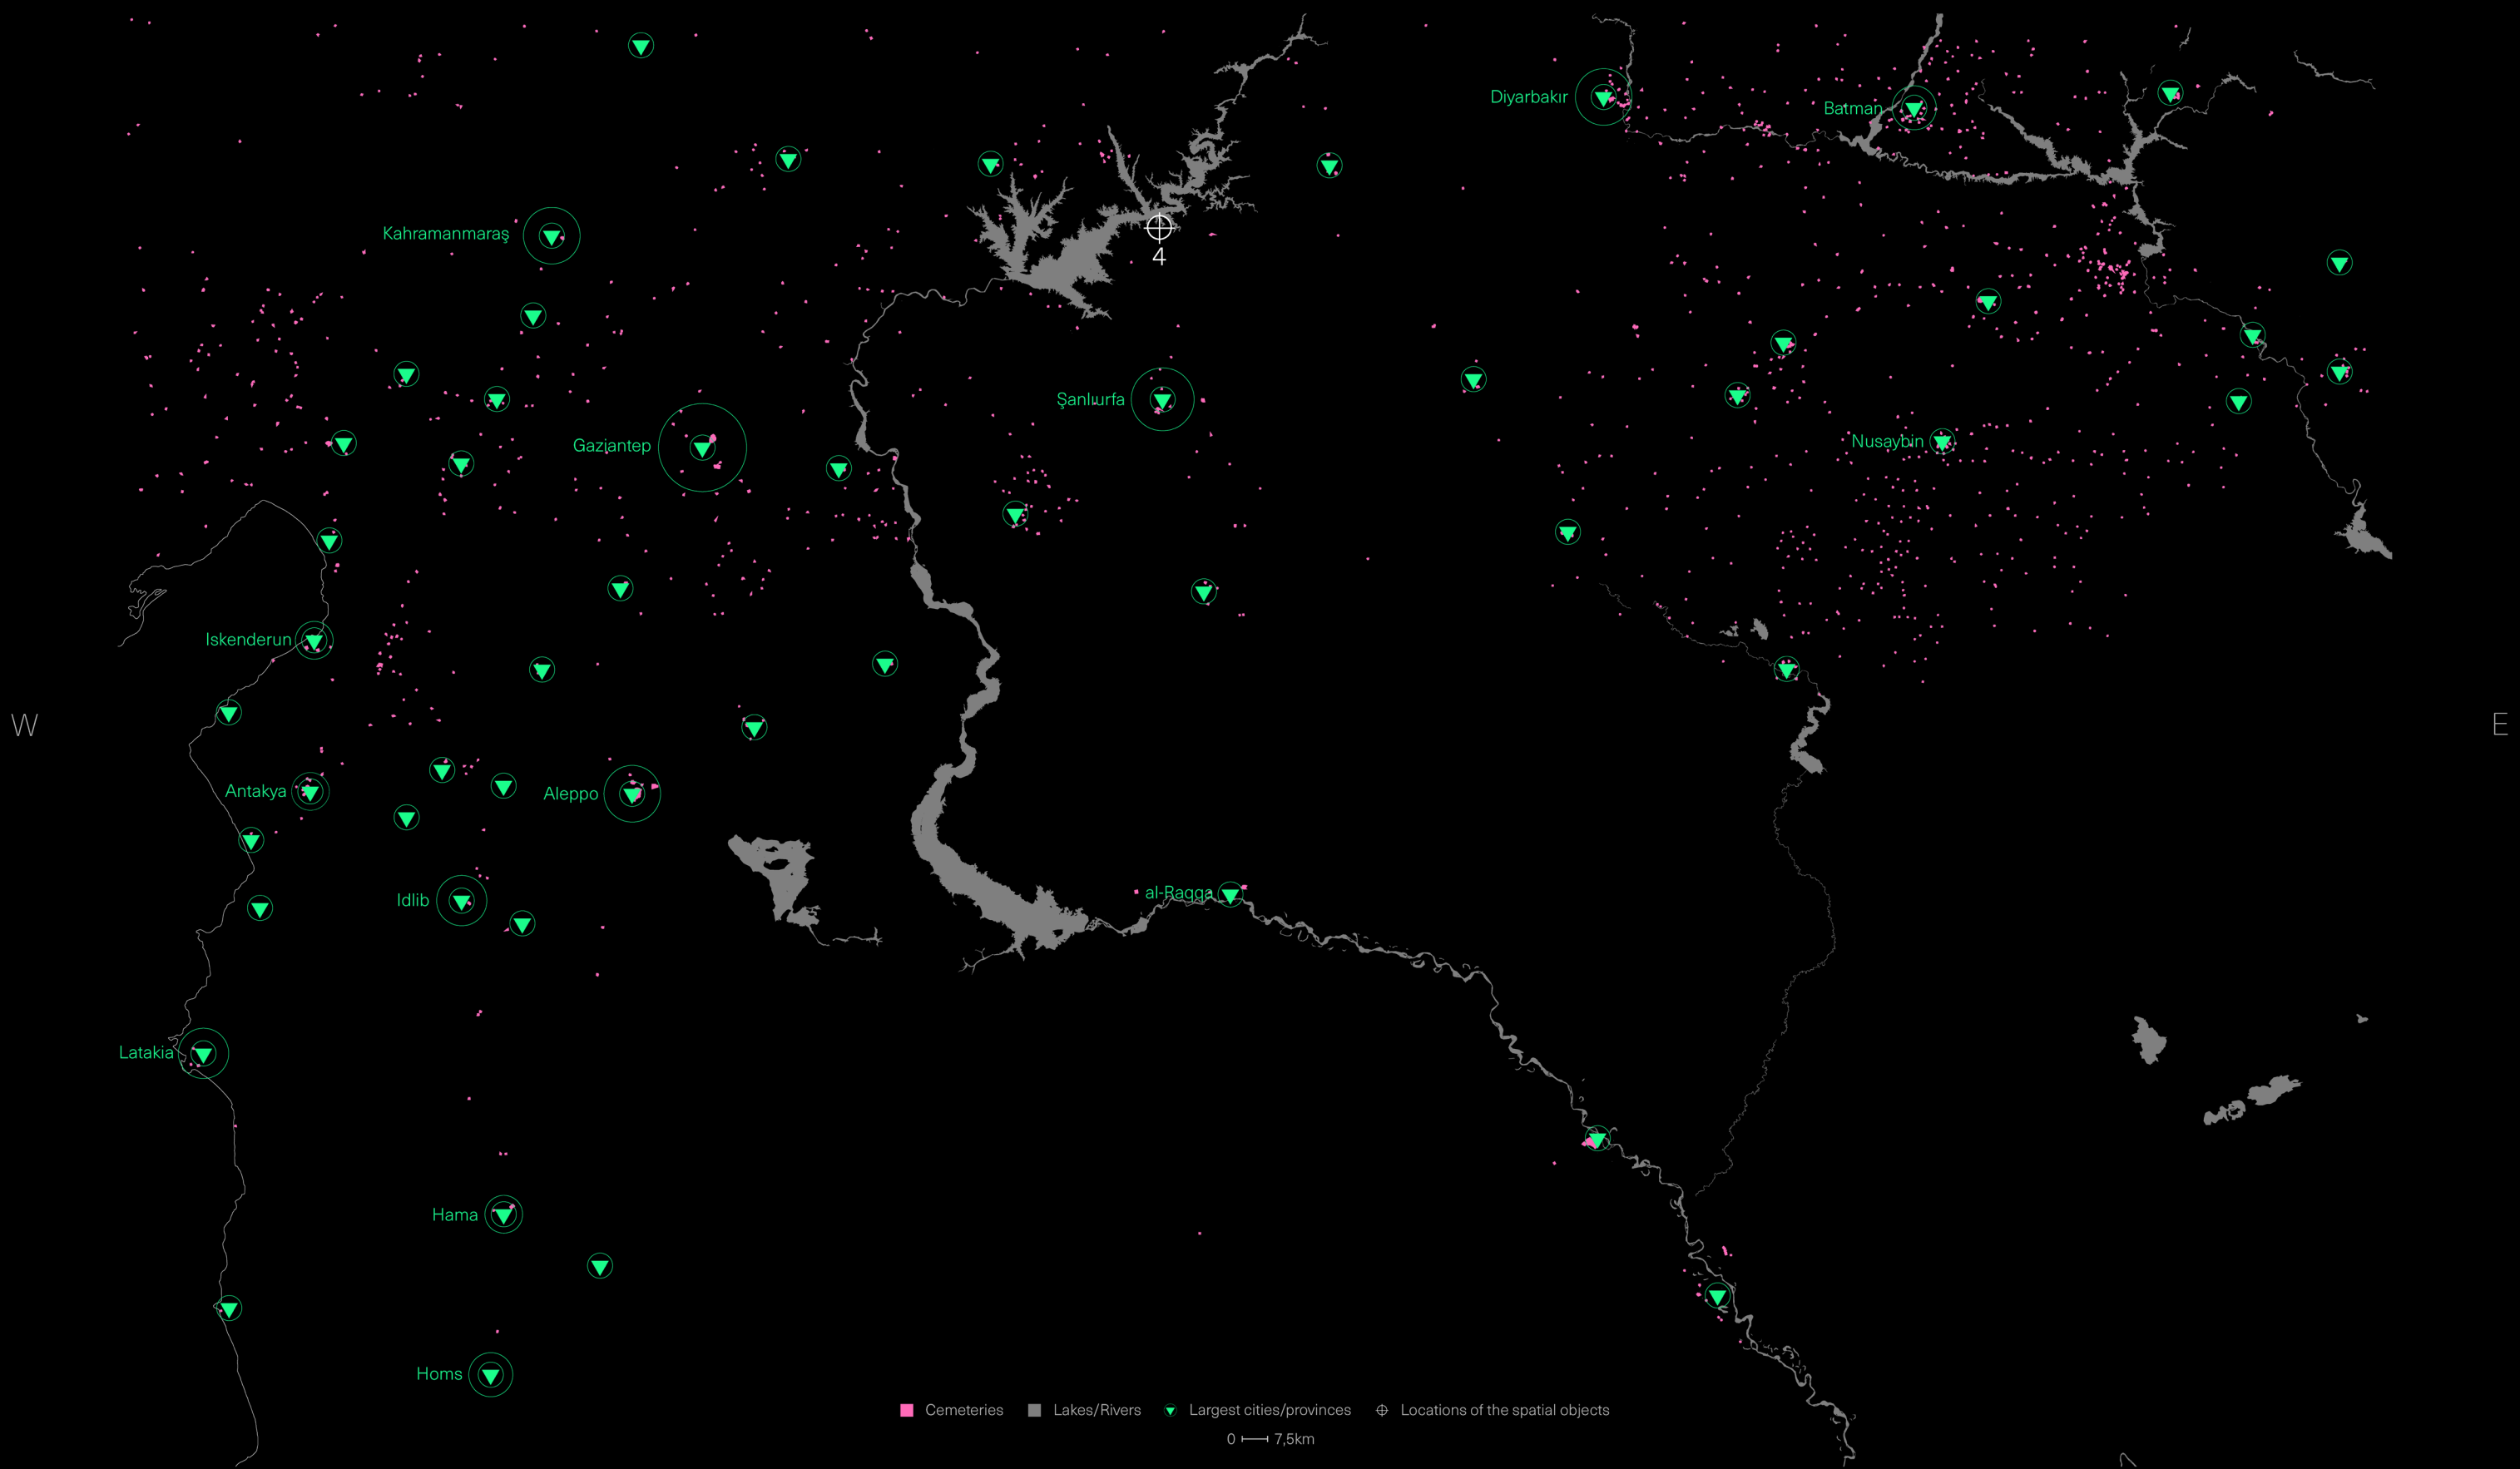 Diyarbakır
Batman
Kahramanmaraş
4
Şanlıurfa
Gaziantep
Nusaybin
Iskenderun
W
E
Antakya
Aleppo
al-Raqqa
Idlib
Latakia
Hama
Homs
Cemeteries Lakes/Rivers Largest cities/provinces Locations of the spatial objects
0 7,5km